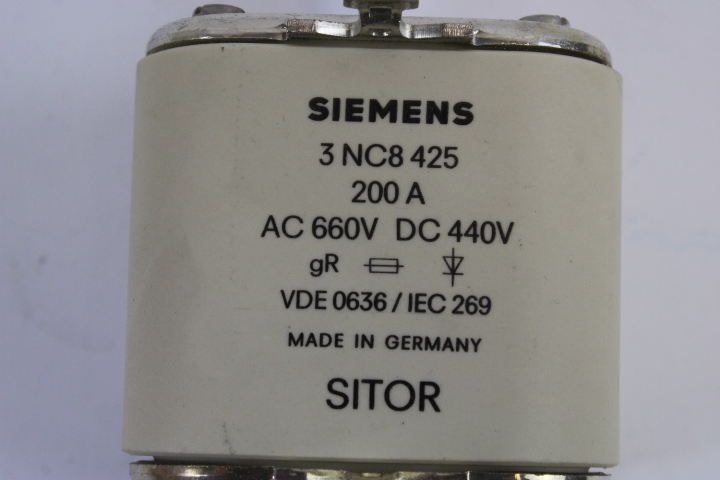 SIEMENS
3 NC8 425
200 A
AC 660V DC 440V
gR
VDE 0636 / IEC 269
MADE IN GERMANY
SITOR